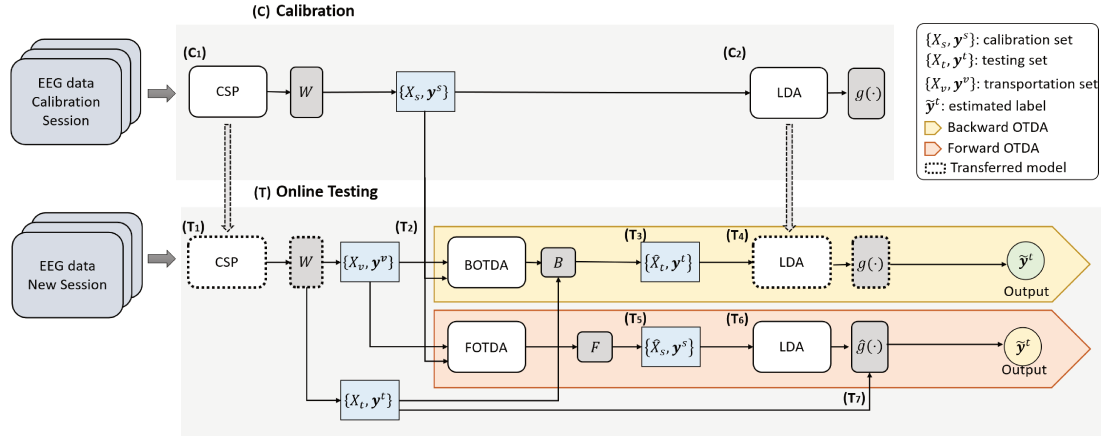 (C) Calibration
(C1)
(C2)
EEG data
Calibration
Session
CSP
W
{Xs, yˢ}
LDA
g(·)
{Xs, yˢ}: calibration set
{Xt, yᵗ}: testing set
{Xv, yᵛ}: transportation set
ỹᵗ: estimated label
Backward OTDA
Forward OTDA
Transferred model
(T) Online Testing
(T1)
(T2)
(T3)
(T4)
EEG data
New Session
CSP
W
{Xv, yᵛ}
BOTDA
B
{X̂t, yᵗ}
LDA
g(·)
ỹᵗ
Output
(T5)
(T6)
FOTDA
F
{X̂s, yˢ}
LDA
ĝ(·)
ỹᵗ
Output
{Xt, yᵗ}
(T7)